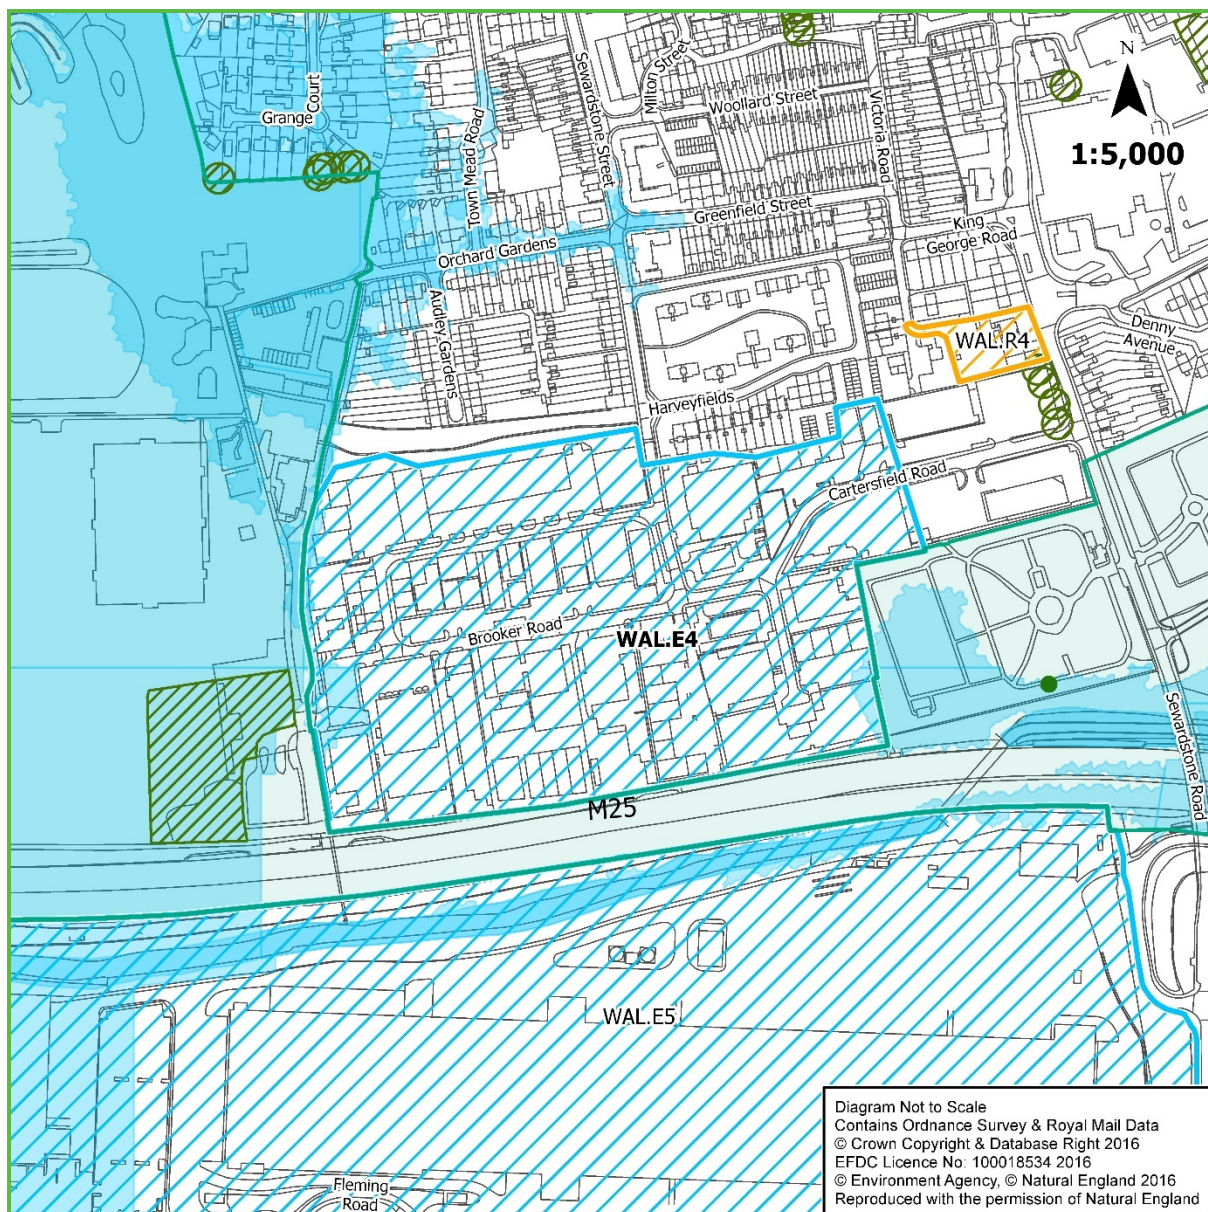 N
1:5,000
Grange Court
Town Mead Road
Sewardstone Street
Milton Street
Woollard Street
Victoria Road
Greenfield Street
Orchard Gardens
King
George Road
Audley Gardens
Denny
Avenue
WAL.R4
Harveyfields
Cartersfield Road
Brooker Road
WAL.E4
Sewardstone Road
M25
WAL.E5
Fleming
Road
Diagram Not to Scale
Contains Ordnance Survey & Royal Mail Data
© Crown Copyright & Database Right 2016
EFDC Licence No: 100018534 2016
© Environment Agency, © Natural England 2016
Reproduced with the permission of Natural England